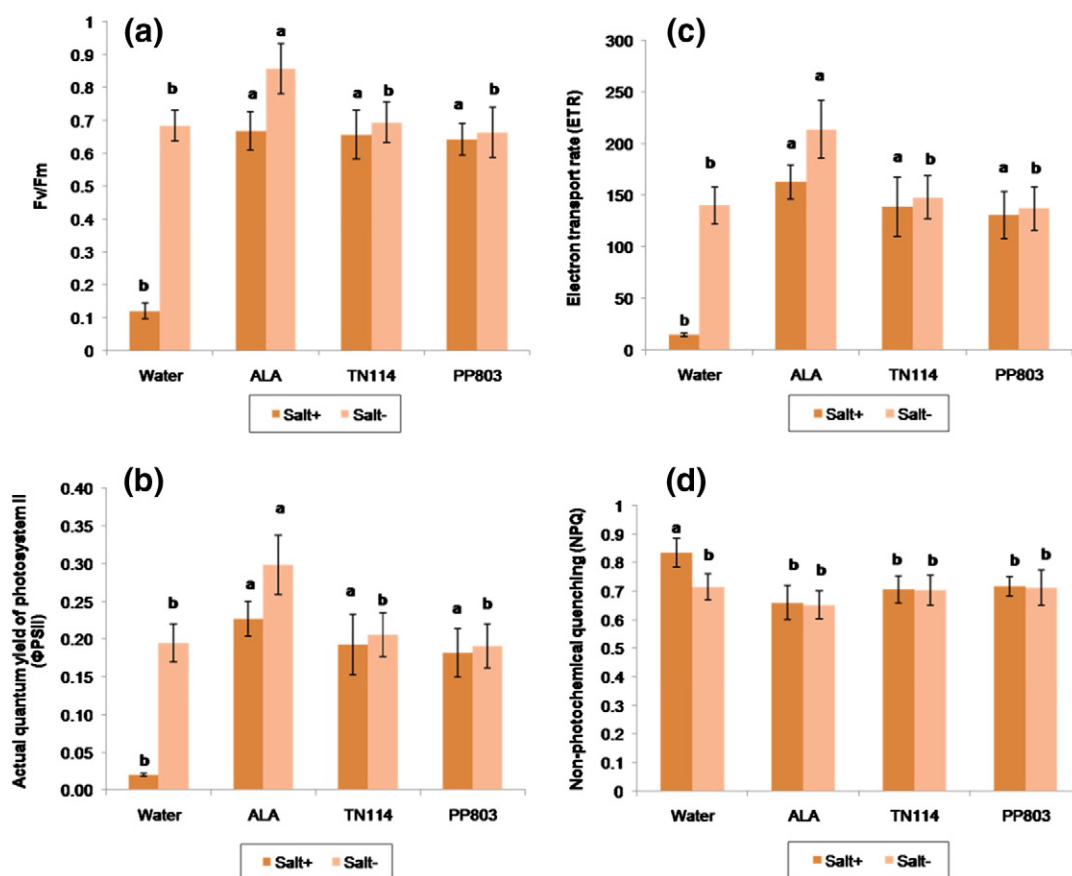 (a)
Fv/Fm
1
0.9
0.8
0.7
0.6
0.5
0.4
0.3
0.2
0.1
0
b b a a a b a b
Water ALA TN114 PP803
Salt+ Salt-
(c)
Electron transport rate (ETR)
300
250
200
150
100
50
0
b b a a a b a b
Water ALA TN114 PP803
Salt+ Salt-
(b)
Actual quantum yield of photosystem II
(ΦPSII)
0.40
0.35
0.30
0.25
0.20
0.15
0.10
0.05
0.00
b b a a a b a b
Water ALA TN114 PP803
Salt+ Salt-
(d)
Non-photochemical quenching (NPQ)
1
0.9
0.8
0.7
0.6
0.5
0.4
0.3
0.2
0.1
0
a b b b b b b b
Water ALA TN114 PP803
Salt+ Salt-